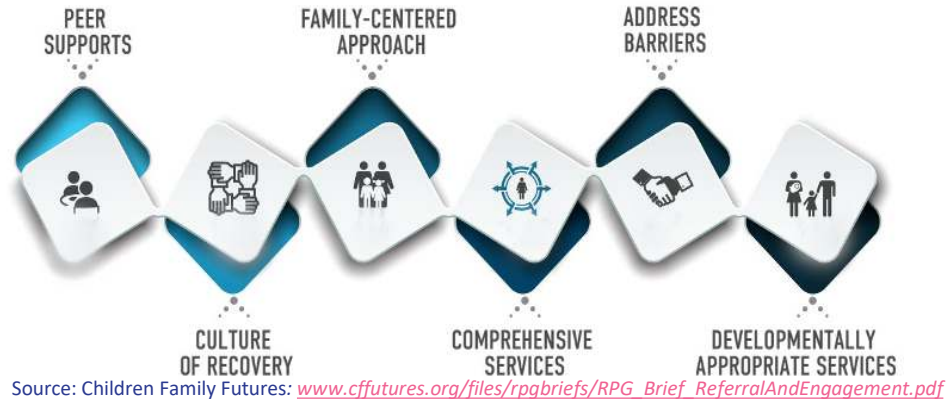 PEER
SUPPORTS
FAMILY-CENTERED
APPROACH
ADDRESS
BARRIERS
CULTURE
OF RECOVERY
COMPREHENSIVE
SERVICES
DEVELOPMENTALLY
APPROPRIATE SERVICES
Source: Children Family Futures: www.cffutures.org/files/rpgbriefs/RPG_Brief_ReferralAndEngagement.pdf